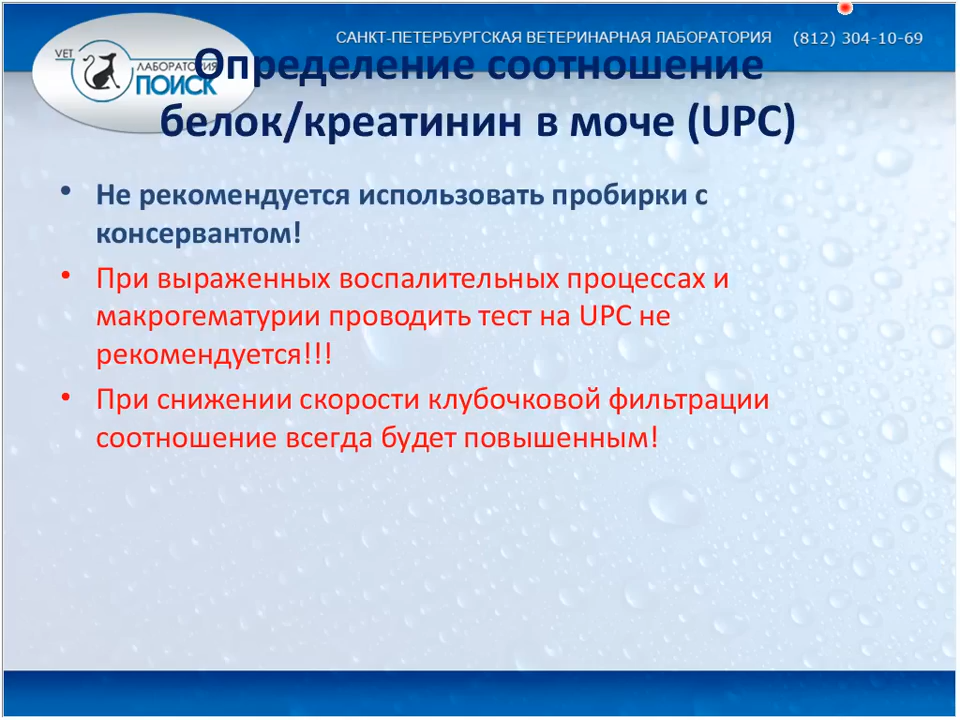 САНКТ-ПЕТЕРБУРГСКАЯ ВЕТЕРИНАРНАЯ ЛАБОРАТОРИЯ (812) 304-10-69
VET
ЛАБОРАТОРИЯ
ПОИСК
Определение соотношение
белок/креатинин в моче (UPC)
• Не рекомендуется использовать пробирки с
консервантом!
• При выраженных воспалительных процессах и
макрогематурии проводить тест на UPC не
рекомендуется!!!
• При снижении скорости клубочковой фильтрации
соотношение всегда будет повышенным!